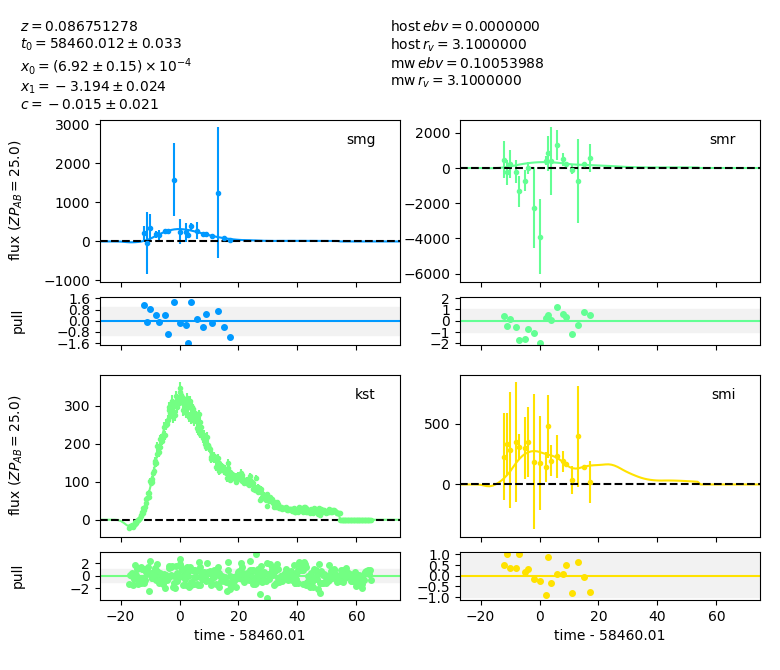 z = 0.086751278
t₀ = 58460.012 ± 0.033
x₀ = (6.92 ± 0.15) × 10⁻⁴
x₁ = −3.194 ± 0.024
c = −0.015 ± 0.021
host ebv = 0.0000000
host r_v = 3.1000000
mw ebv = 0.10053988
mw r_v = 3.1000000
flux (ZP_AB = 25.0)
3000
2000
1000
0
−1000
smg
2000
0
−2000
−4000
−6000
smr
pull
1.6
0.8
0.0
−0.8
−1.6
2
1
0
−1
−2
flux (ZP_AB = 25.0)
300
200
100
0
kst
500
0
smi
pull
2
0
−2
−20 0 20 40 60
time - 58460.01
1.0
0.5
0.0
−0.5
−1.0
−20 0 20 40 60
time - 58460.01